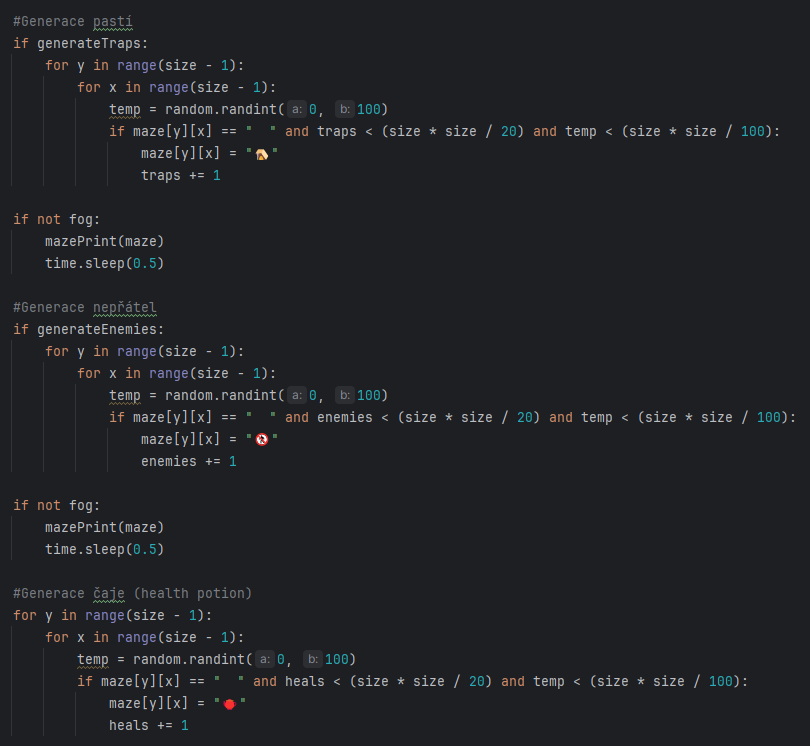 #Generace pastí
if generateTraps:
    for y in range(size - 1):
        for x in range(size - 1):
            temp = random.randint( a: 0,  b: 100)
            if maze[y][x] == "  " and traps < (size * size / 20) and temp < (size * size / 100):
                maze[y][x] = "🪤"
                traps += 1

if not fog:
    mazePrint(maze)
    time.sleep(0.5)

#Generace nepřátel
if generateEnemies:
    for y in range(size - 1):
        for x in range(size - 1):
            temp = random.randint( a: 0,  b: 100)
            if maze[y][x] == "  " and enemies < (size * size / 20) and temp < (size * size / 100):
                maze[y][x] = "🚷"
                enemies += 1

if not fog:
    mazePrint(maze)
    time.sleep(0.5)

#Generace čaje (health potion)
for y in range(size - 1):
    for x in range(size - 1):
        temp = random.randint( a: 0,  b: 100)
        if maze[y][x] == "  " and heals < (size * size / 20) and temp < (size * size / 100):
            maze[y][x] = "🫖"
            heals += 1